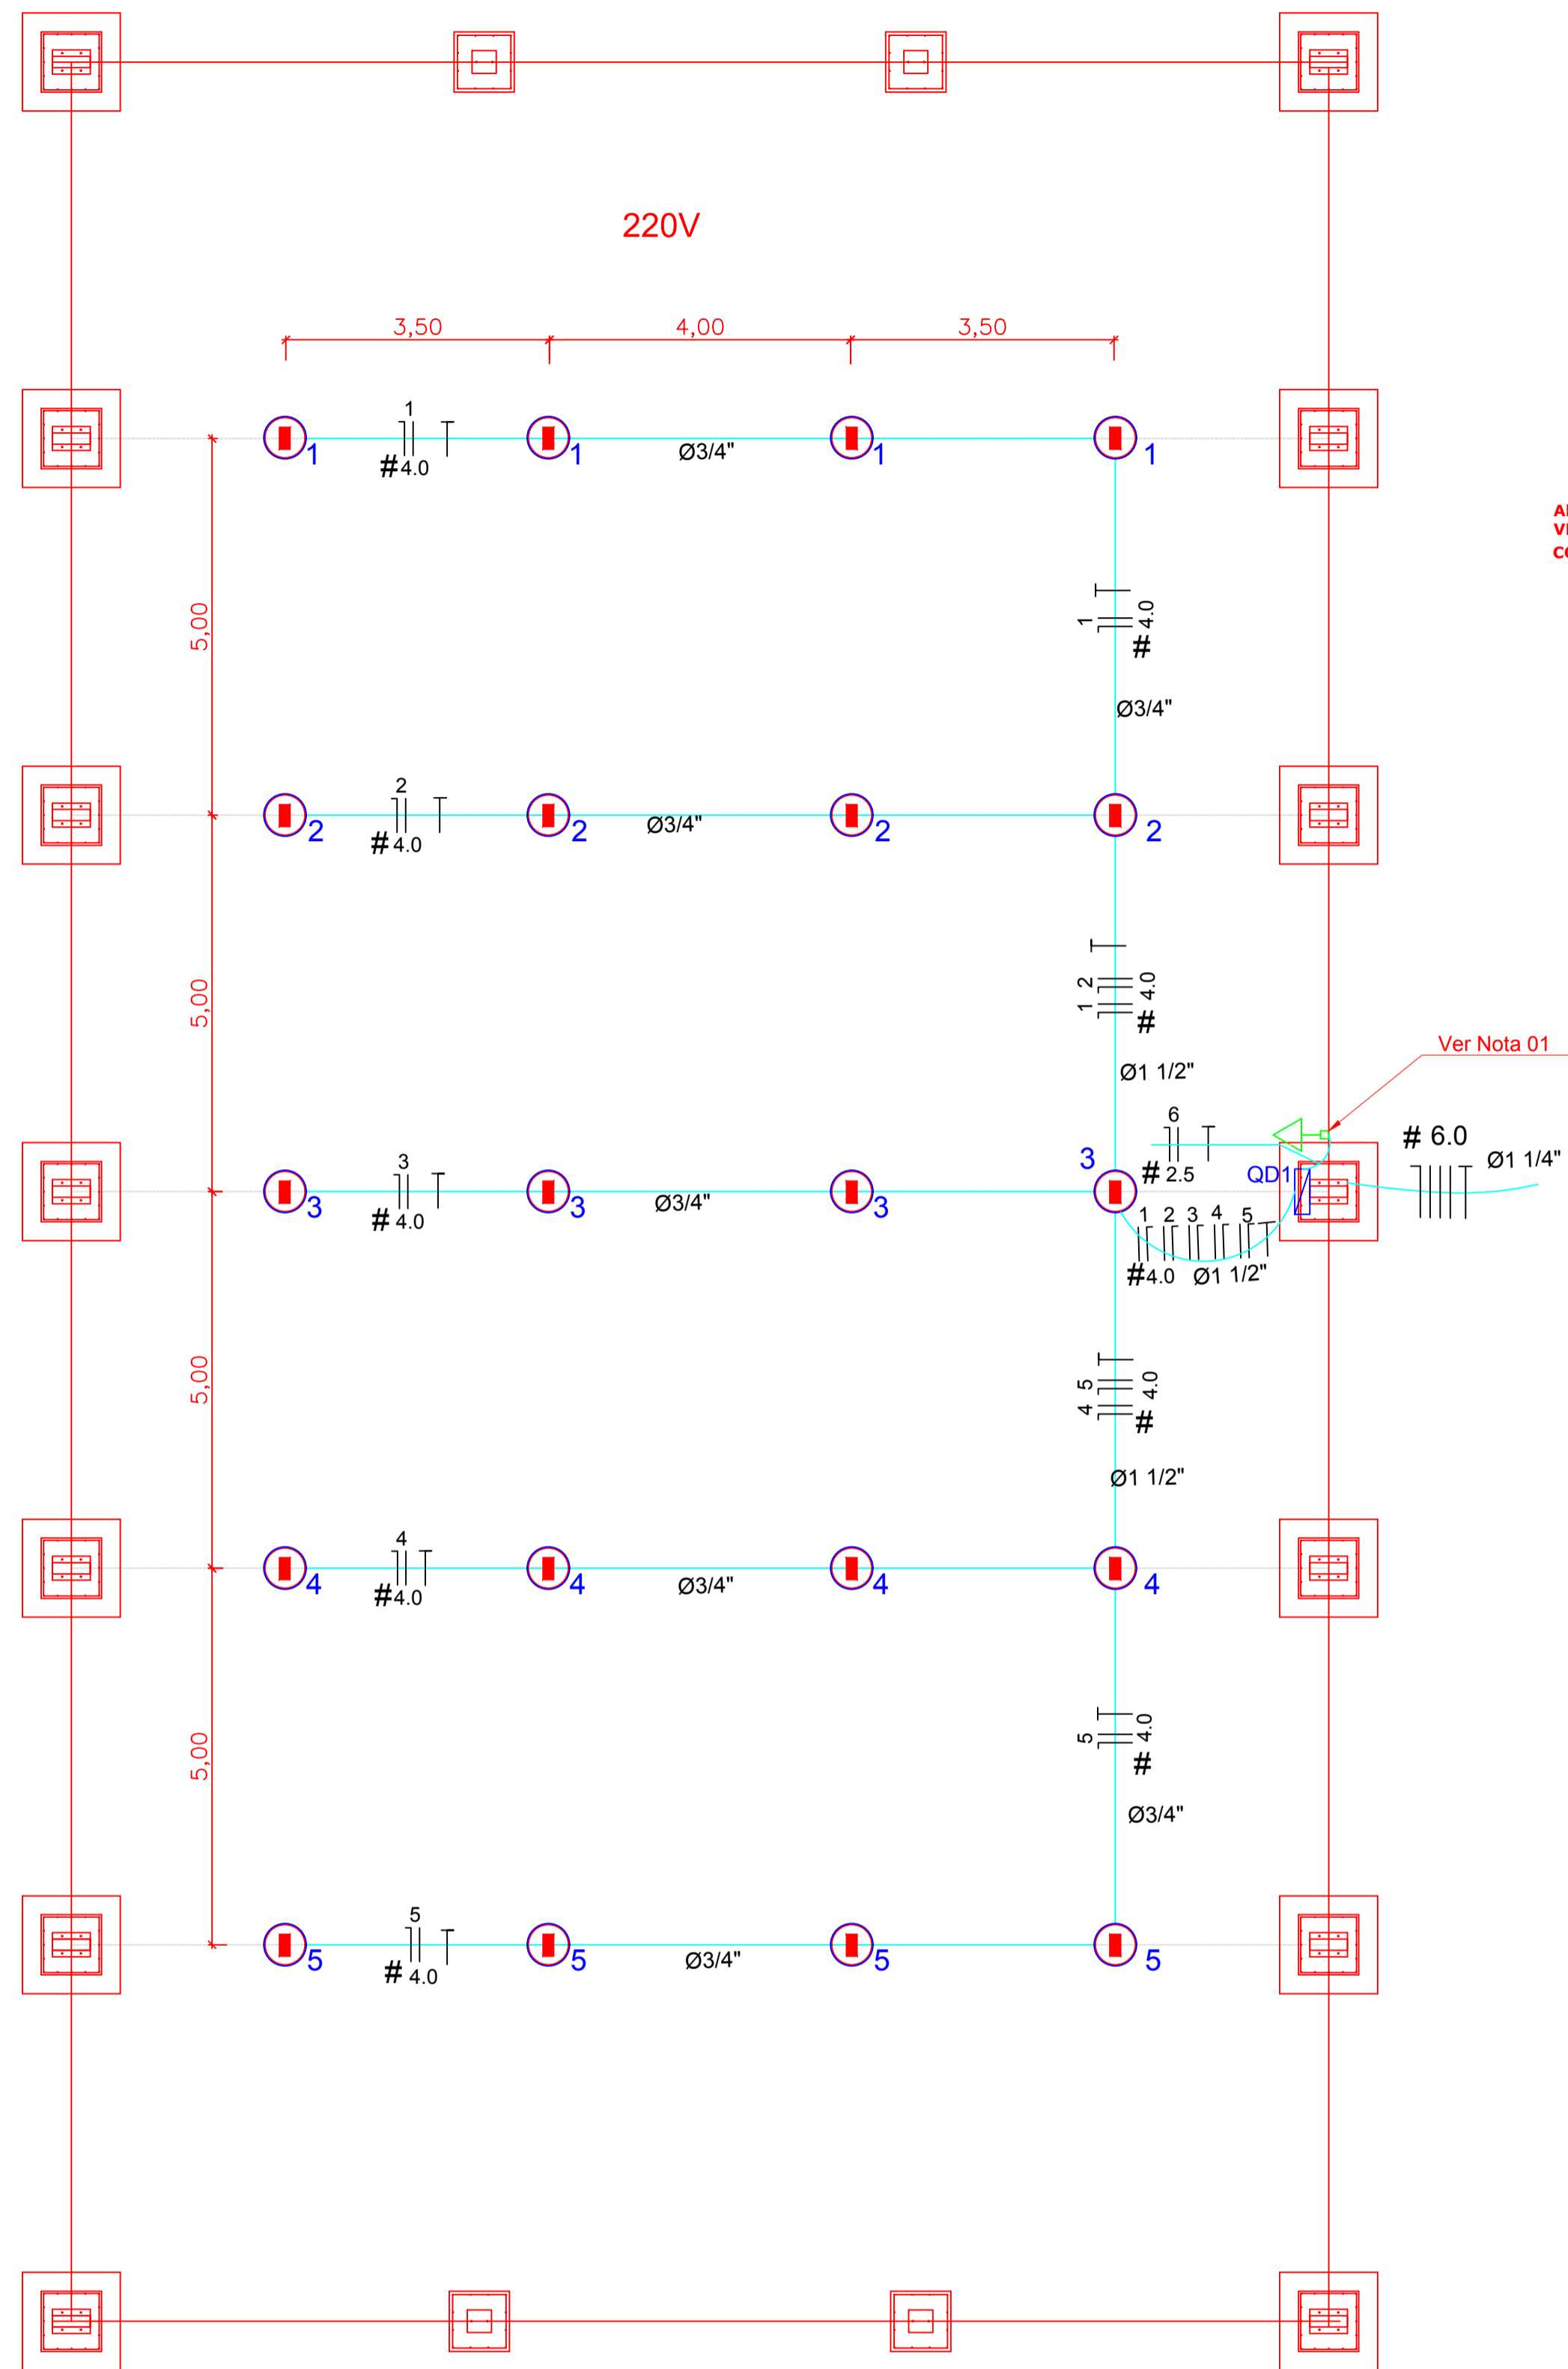 220V
3,50 4,00 3,50
1
#4.0
1 1 1 1
Ø3/4"
5,00
1
#4.0
Ø3/4"
2
#4.0
2 2 2 2
Ø3/4"
5,00
1 2
#4.0
Ø1 1/2"
Ver Nota 01
6
#2.5
QD1
# 6.0
Ø1 1/4"
3
#4.0
3 3 3 3
Ø3/4"
1 2 3 4 5
#4.0 Ø1 1/2"
5,00
4 5
#4.0
Ø1 1/2"
4
#4.0
4 4 4 4
Ø3/4"
5,00
5
#4.0
Ø3/4"
5
#4.0
5 5 5 5
Ø3/4"